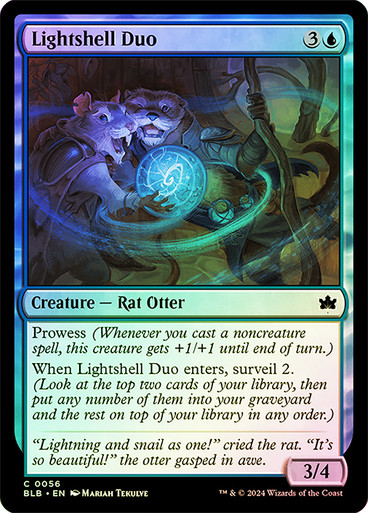 Lightshell Duo 3
Creature — Rat Otter
Prowess (Whenever you cast a noncreature
spell, this creature gets +1/+1 until end of turn.)
When Lightshell Duo enters, surveil 2.
(Look at the top two cards of your library, then
put any number of them into your graveyard
and the rest on top of your library in any order.)
“Lightning and snail as one!” cried the rat. “It’s
so beautiful!” the otter gasped in awe.
3/4
C 0056
BLB • EN Mariah Tekulve
™ & © 2024 Wizards of the Coast